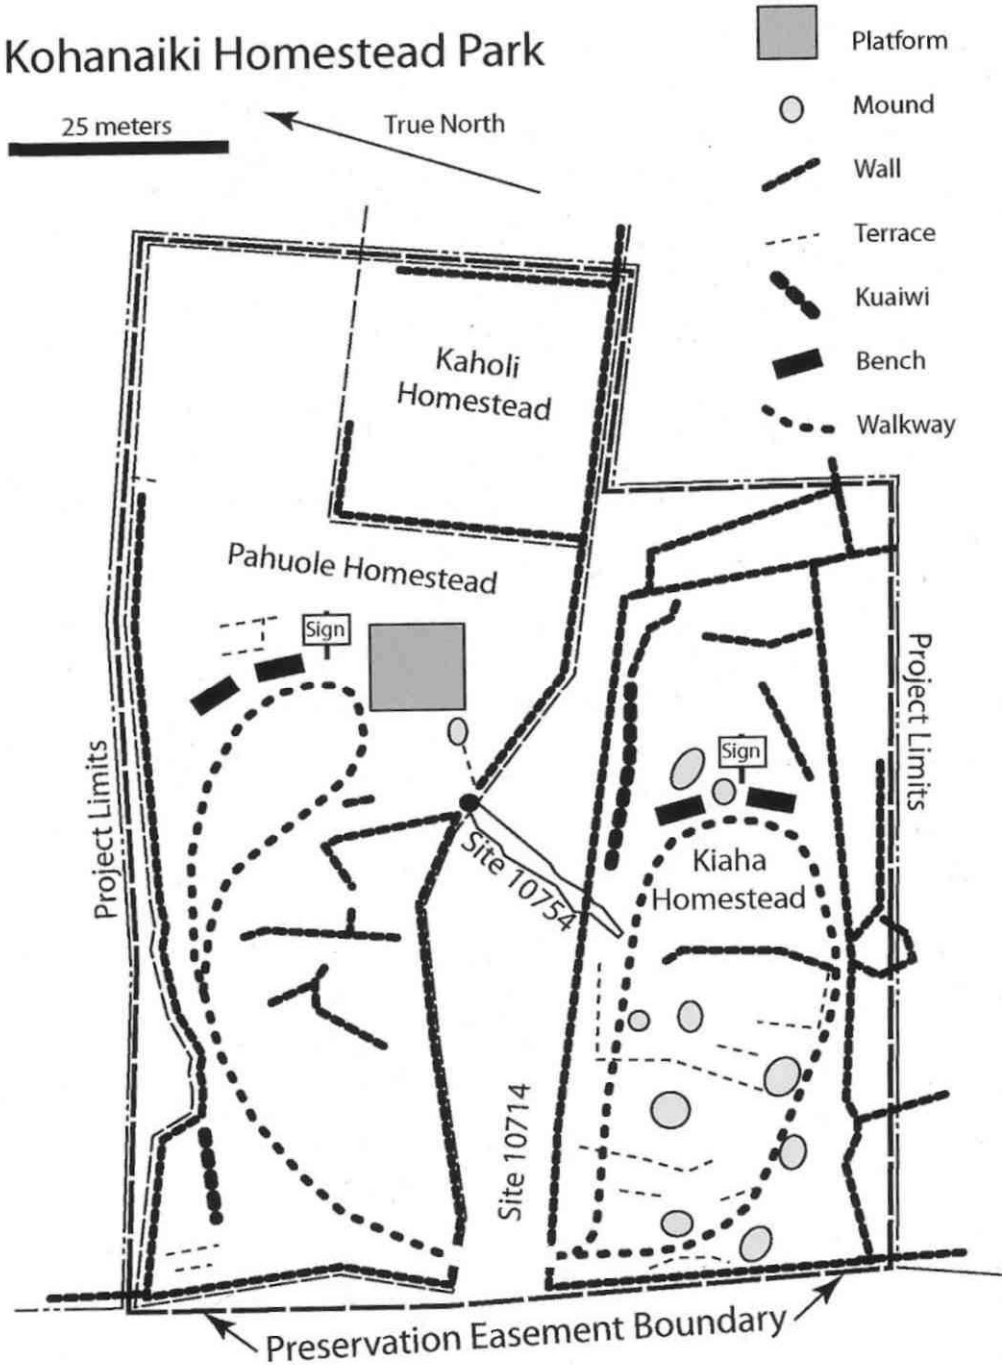 Kohanaiki Homestead Park
25 meters
True North
Platform
Mound
Wall
Terrace
Kuaiwi
Bench
Walkway
Kaholi
Homestead
Pahuole Homestead
Sign
Project Limits
Project Limits
Sign
Site 10754
Kiaha
Homestead
Site 10714
Preservation Easement Boundary